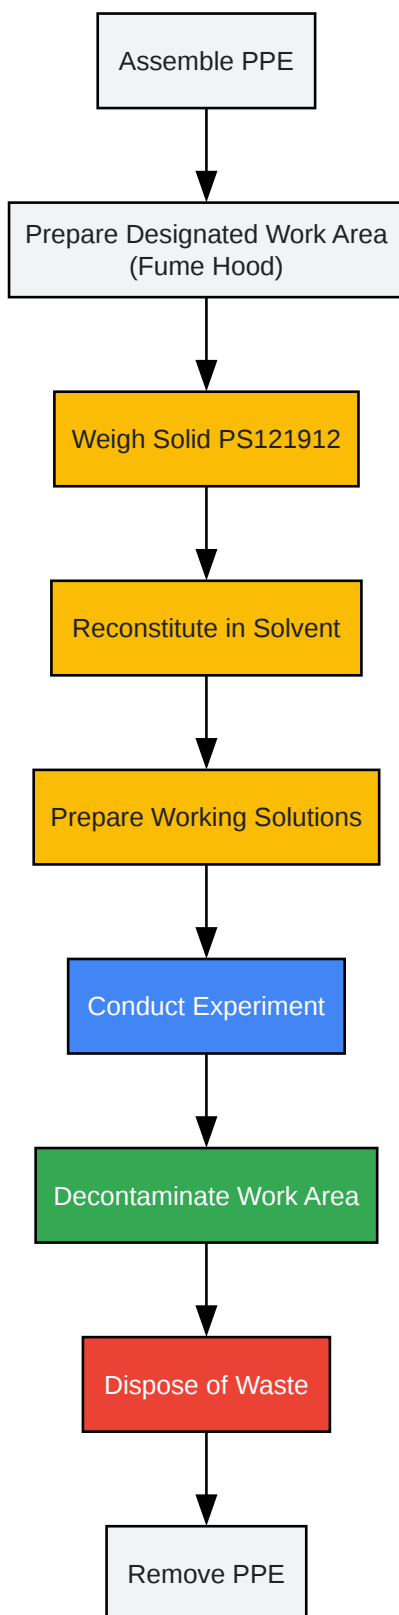 Assemble PPE
Prepare Designated Work Area
(Fume Hood)
Weigh Solid PS121912
Reconstitute in Solvent
Prepare Working Solutions
Conduct Experiment
Decontaminate Work Area
Dispose of Waste
Remove PPE